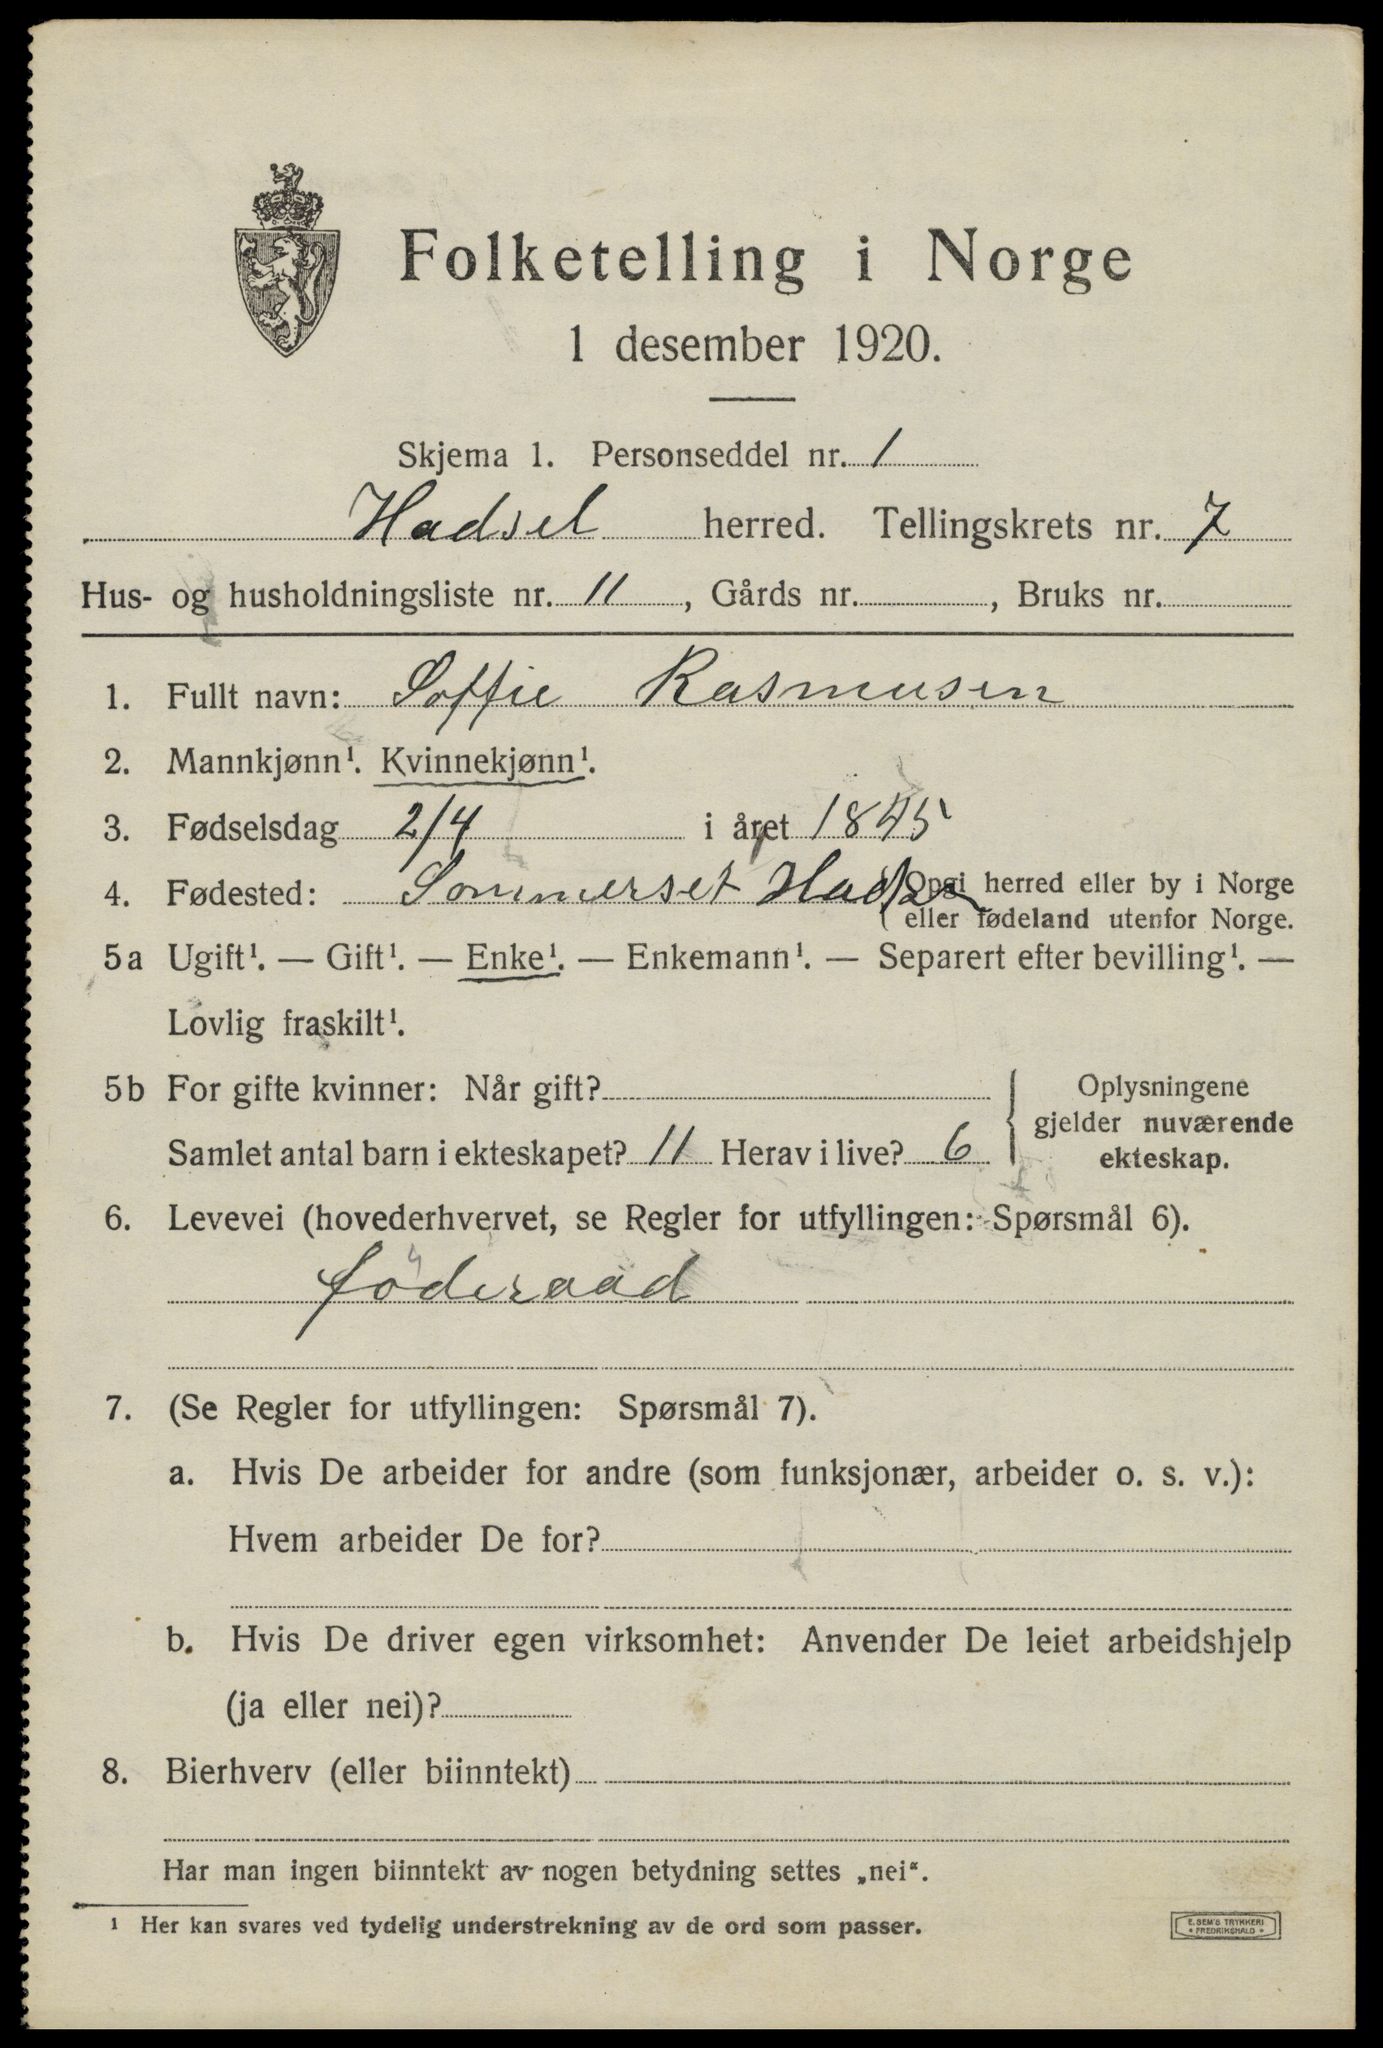 Folketelling i Norge
1 desember 1920.
Skjema 1. Personseddel nr. 1
Hadsel herred. Tellingskrets nr. 7
Hus- og husholdningsliste nr. 11, Gårds nr. , Bruks nr.
1. Fullt navn: Soffie Rasmusen
2. Mannkjønn¹. Kvinnekjønn¹.
3. Fødselsdag 2/4 i året 1845
4. Fødested: Sommerset Opgi herred eller by i Norge
eller fødeland utenfor Norge.
5a Ugift¹. — Gift¹. — Enke¹. — Enkemann¹. — Separert efter bevilling¹. —
Lovlig fraskilt¹.
5b For gifte kvinner: Når gift?
Samlet antal barn i ekteskapet? 11 Herav i live? 6
Oplysningene
gjelder nuværende
ekteskap.
6. Levevei (hovederhvervet, se Regler for utfyllingen: Spørsmål 6).
föderaad
7. (Se Regler for utfyllingen: Spørsmål 7).
a. Hvis De arbeider for andre (som funksjonær, arbeider o. s. v.):
Hvem arbeider De for?
b. Hvis De driver egen virksomhet: Anvender De leiet arbeidshjelp
(ja eller nei)?
8. Bierhverv (eller biinntekt)
Har man ingen biinntekt av nogen betydning settes „nei“.
¹ Her kan svares ved tydelig understrekning av de ord som passer.
E. SEM'S TRYKKERI
* FREDRIKSHALD *